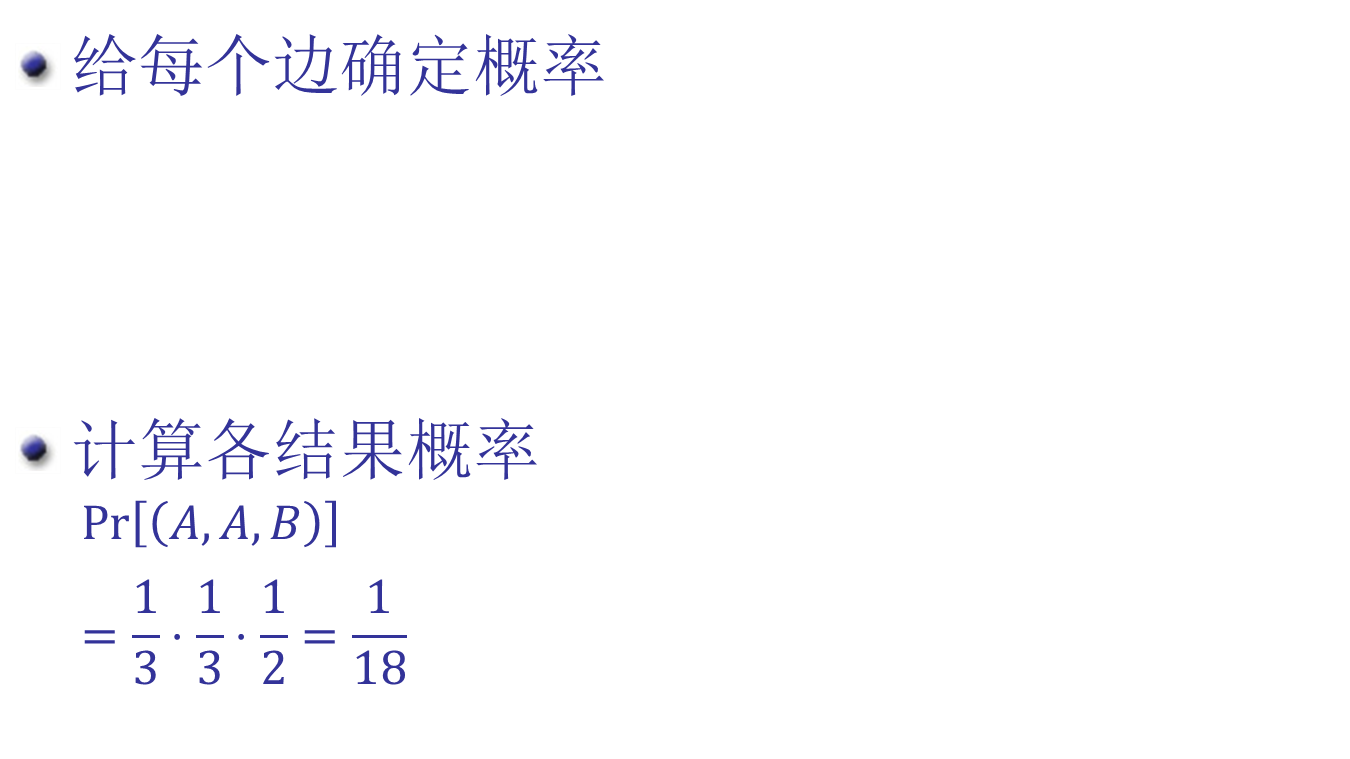 给每个边确定概率
计算各结果概率
Pr[(A, A, B)]
= 1/3 · 1/3 · 1/2 = 1/18